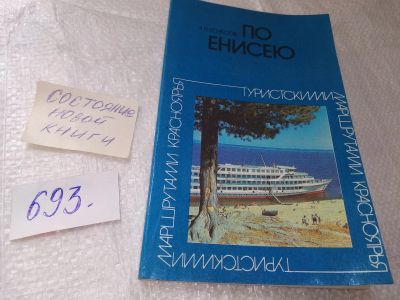 СОСТОЯНИЕ
НОВОЙ
КНИГИ
693.
ПО
ЕНИСЕЮ
ТУРИСТСКИМИ
МАРШРУТАМИ КРАСНОЯРЬЯ
ТУРИСТСКИМИ
МАРШРУТАМИ КРАСНОЯРЬЯ